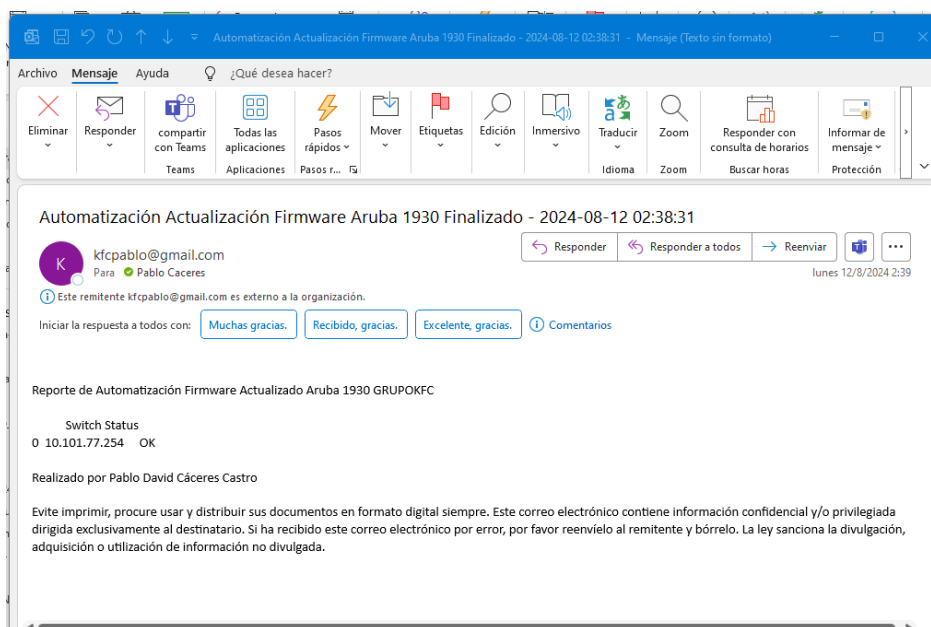 Automatización Actualización Firmware Aruba 1930 Finalizado - 2024-08-12 02:38:31 - Mensaje (Texto sin formato)
Archivo Mensaje Ayuda ¿Qué desea hacer?
Eliminar
Responder
compartir
con Teams
Todas las
aplicaciones
Pasos
rápidos
Mover
Etiquetas
Edición
Inmersivo
Traducir
Zoom
Responder con
consulta de horarios
Informar de
mensaje
Teams Aplicaciones Pasos r... Idioma Zoom Buscar horas Protección
Automatización Actualización Firmware Aruba 1930 Finalizado - 2024-08-12 02:38:31
K
kfcpablo@gmail.com
Para Pablo Caceres
Responder Responder a todos Reenviar
lunes 12/8/2024 2:39
Este remitente kfcpablo@gmail.com es externo a la organización.
Iniciar la respuesta a todos con: Muchas gracias. Recibido, gracias. Excelente, gracias. Comentarios
Reporte de Automatización Firmware Actualizado Aruba 1930 GRUPOKFC
Switch Status
0 10.101.77.254 OK
Realizado por Pablo David Cáceres Castro
Evite imprimir, procure usar y distribuir sus documentos en formato digital siempre. Este correo electrónico contiene información confidencial y/o privilegiada
dirigida exclusivamente al destinatario. Si ha recibido este correo electrónico por error, por favor reenvíelo al remitente y bórrelo. La ley sanciona la divulgación,
adquisición o utilización de información no divulgada.